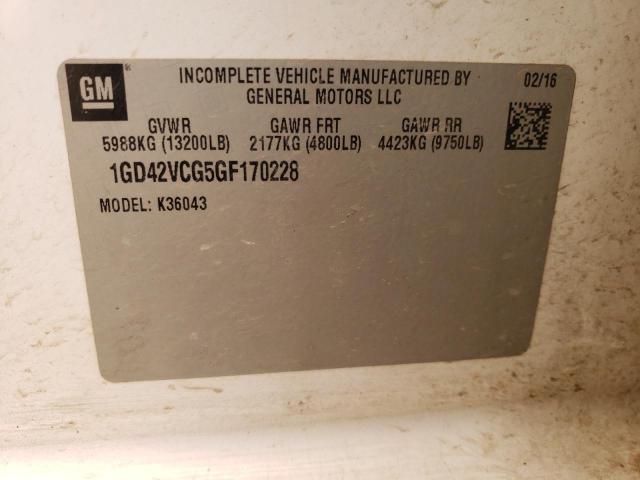 GM
INCOMPLETE VEHICLE MANUFACTURED BY
GENERAL MOTORS LLC
02/16
GVWR GAWR FRT GAWR RR
5988KG (13200LB) 2177KG (4800LB) 4423KG (9750LB)
1GD42VCG5GF170228
MODEL: K36043